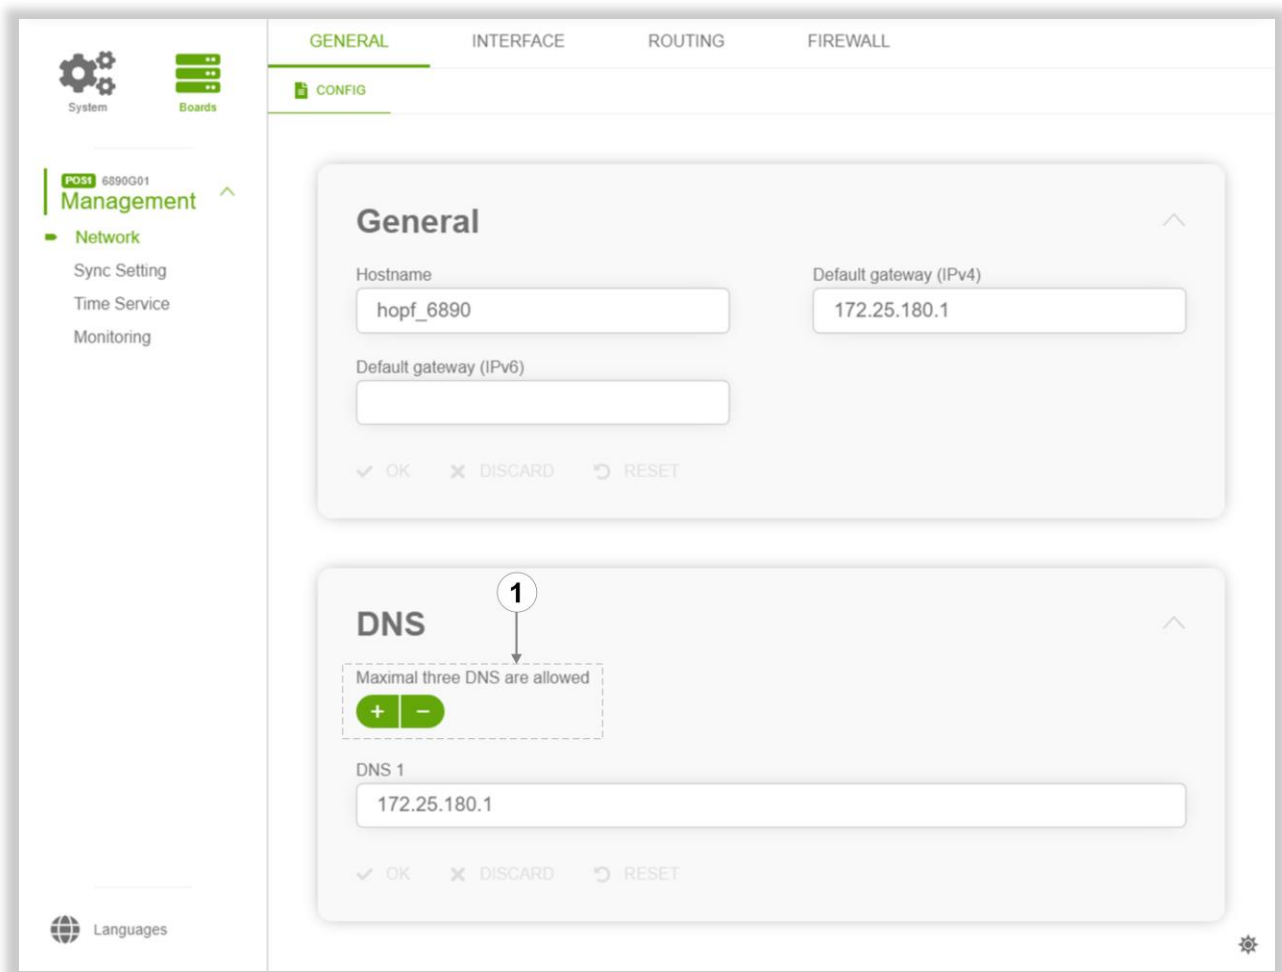 GENERAL INTERFACE ROUTING FIREWALL
System Boards
CONFIG
POS1 6890G01
Management
Network
Sync Setting
Time Service
Monitoring
General
Hostname Default gateway (IPv4)
hopf_6890 172.25.180.1
Default gateway (IPv6)
OK DISCARD RESET
1
DNS
Maximal three DNS are allowed
+ −
DNS 1
172.25.180.1
OK DISCARD RESET
Languages